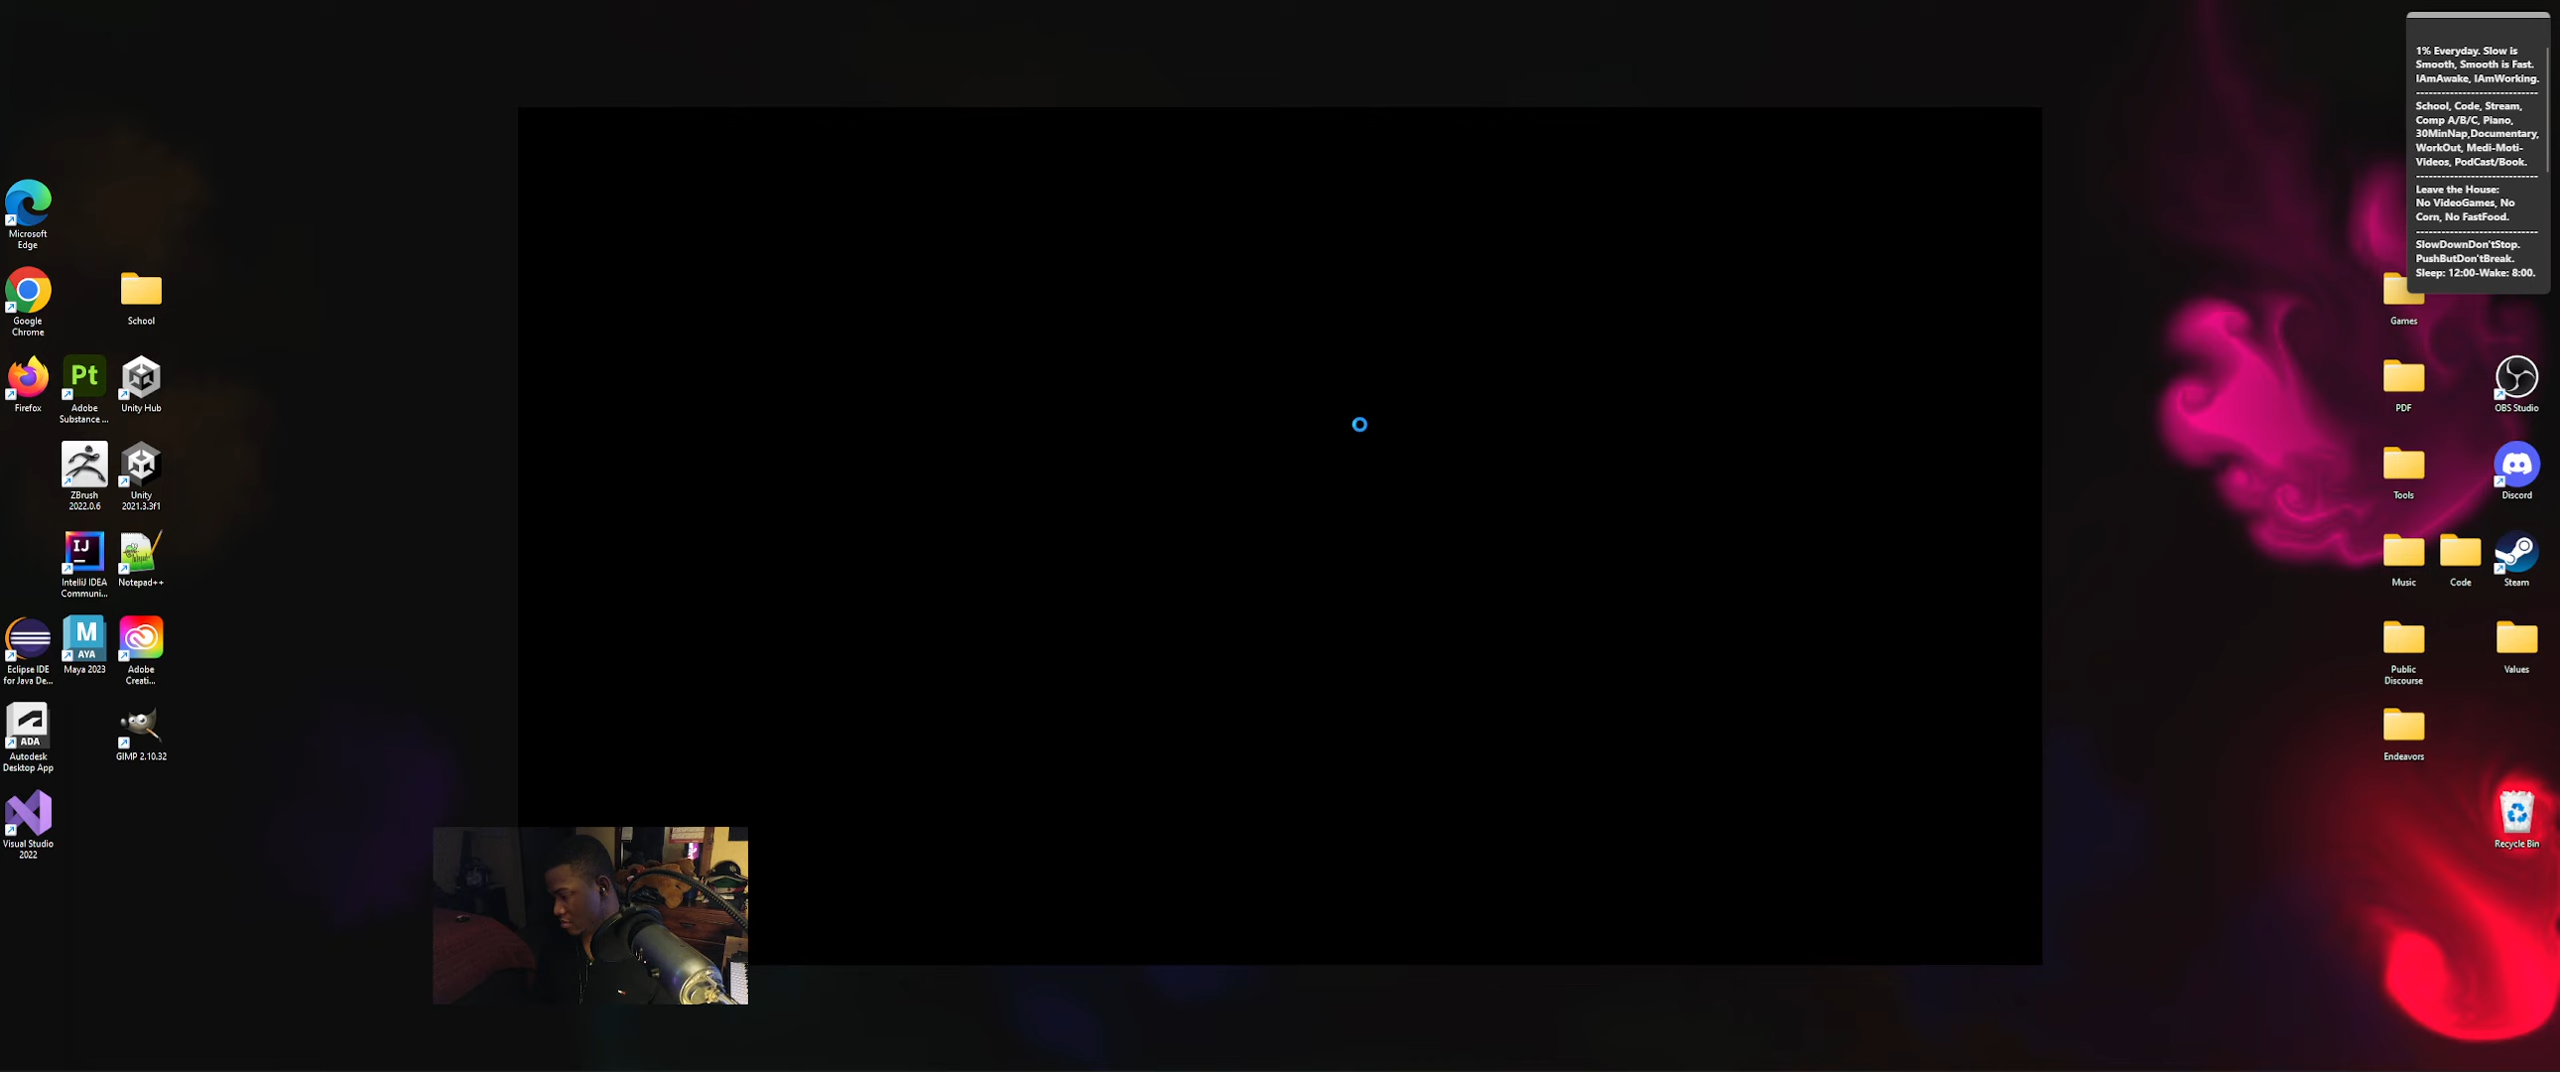 1% Everyday. Slow is
Smooth, Smooth is Fast.
IAmAwake, IAmWorking.
--------------------------------
School, Code, Stream,
Comp A/B/C, Piano,
30MinNap,Documentary,
WorkOut, Medi-Moti-
Videos, PodCast/Book.
--------------------------------
Leave the House:
No VideoGames, No
Corn, No FastFood.
--------------------------------
SlowDownDon'tStop.
PushButDon'tBreak.
Sleep: 12:00-Wake: 8:00.
Microsoft
Edge
Google
Chrome
School
Firefox
Pt
Adobe
Substance ...
Unity Hub
ZBrush
2022.0.6
Unity
2021.3.3f1
IJ
IntelliJ IDEA
Communi...
Notepad++
Eclipse IDE
for Java De...
M
AYA
Maya 2023
Adobe
Creati...
ADA
Autodesk
Desktop App
GIMP 2.10.32
Visual Studio
2022
Games
PDF
OBS Studio
Tools
Discord
Music
Code
Steam
Public
Discourse
Values
Endeavors
Recycle Bin